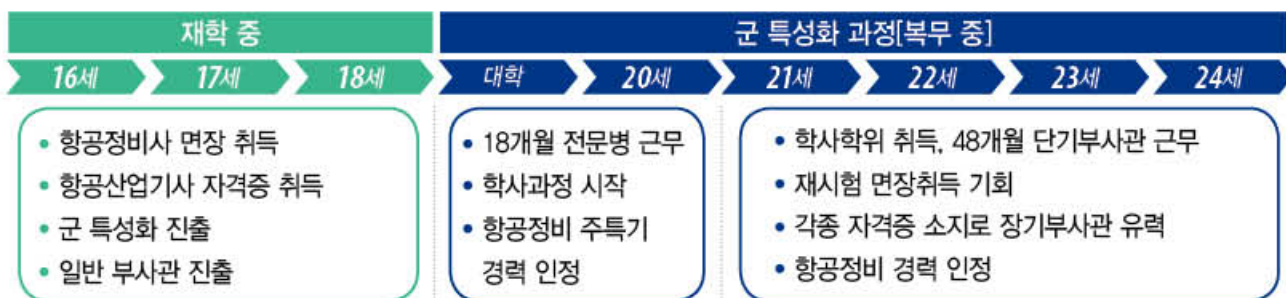 재학 중
군 특성화 과정[복무 중]
16세 17세 18세 대학 20세 21세 22세 23세 24세
• 항공정비사 면장 취득
• 항공산업기사 자격증 취득
• 군 특성화 진출
• 일반 부사관 진출
• 18개월 전문병 근무
• 학사과정 시작
• 항공정비 주특기
경력 인정
• 학사학위 취득, 48개월 단기부사관 근무
• 재시험 면장취득 기회
• 각종 자격증 소지로 장기부사관 유력
• 항공정비 경력 인정